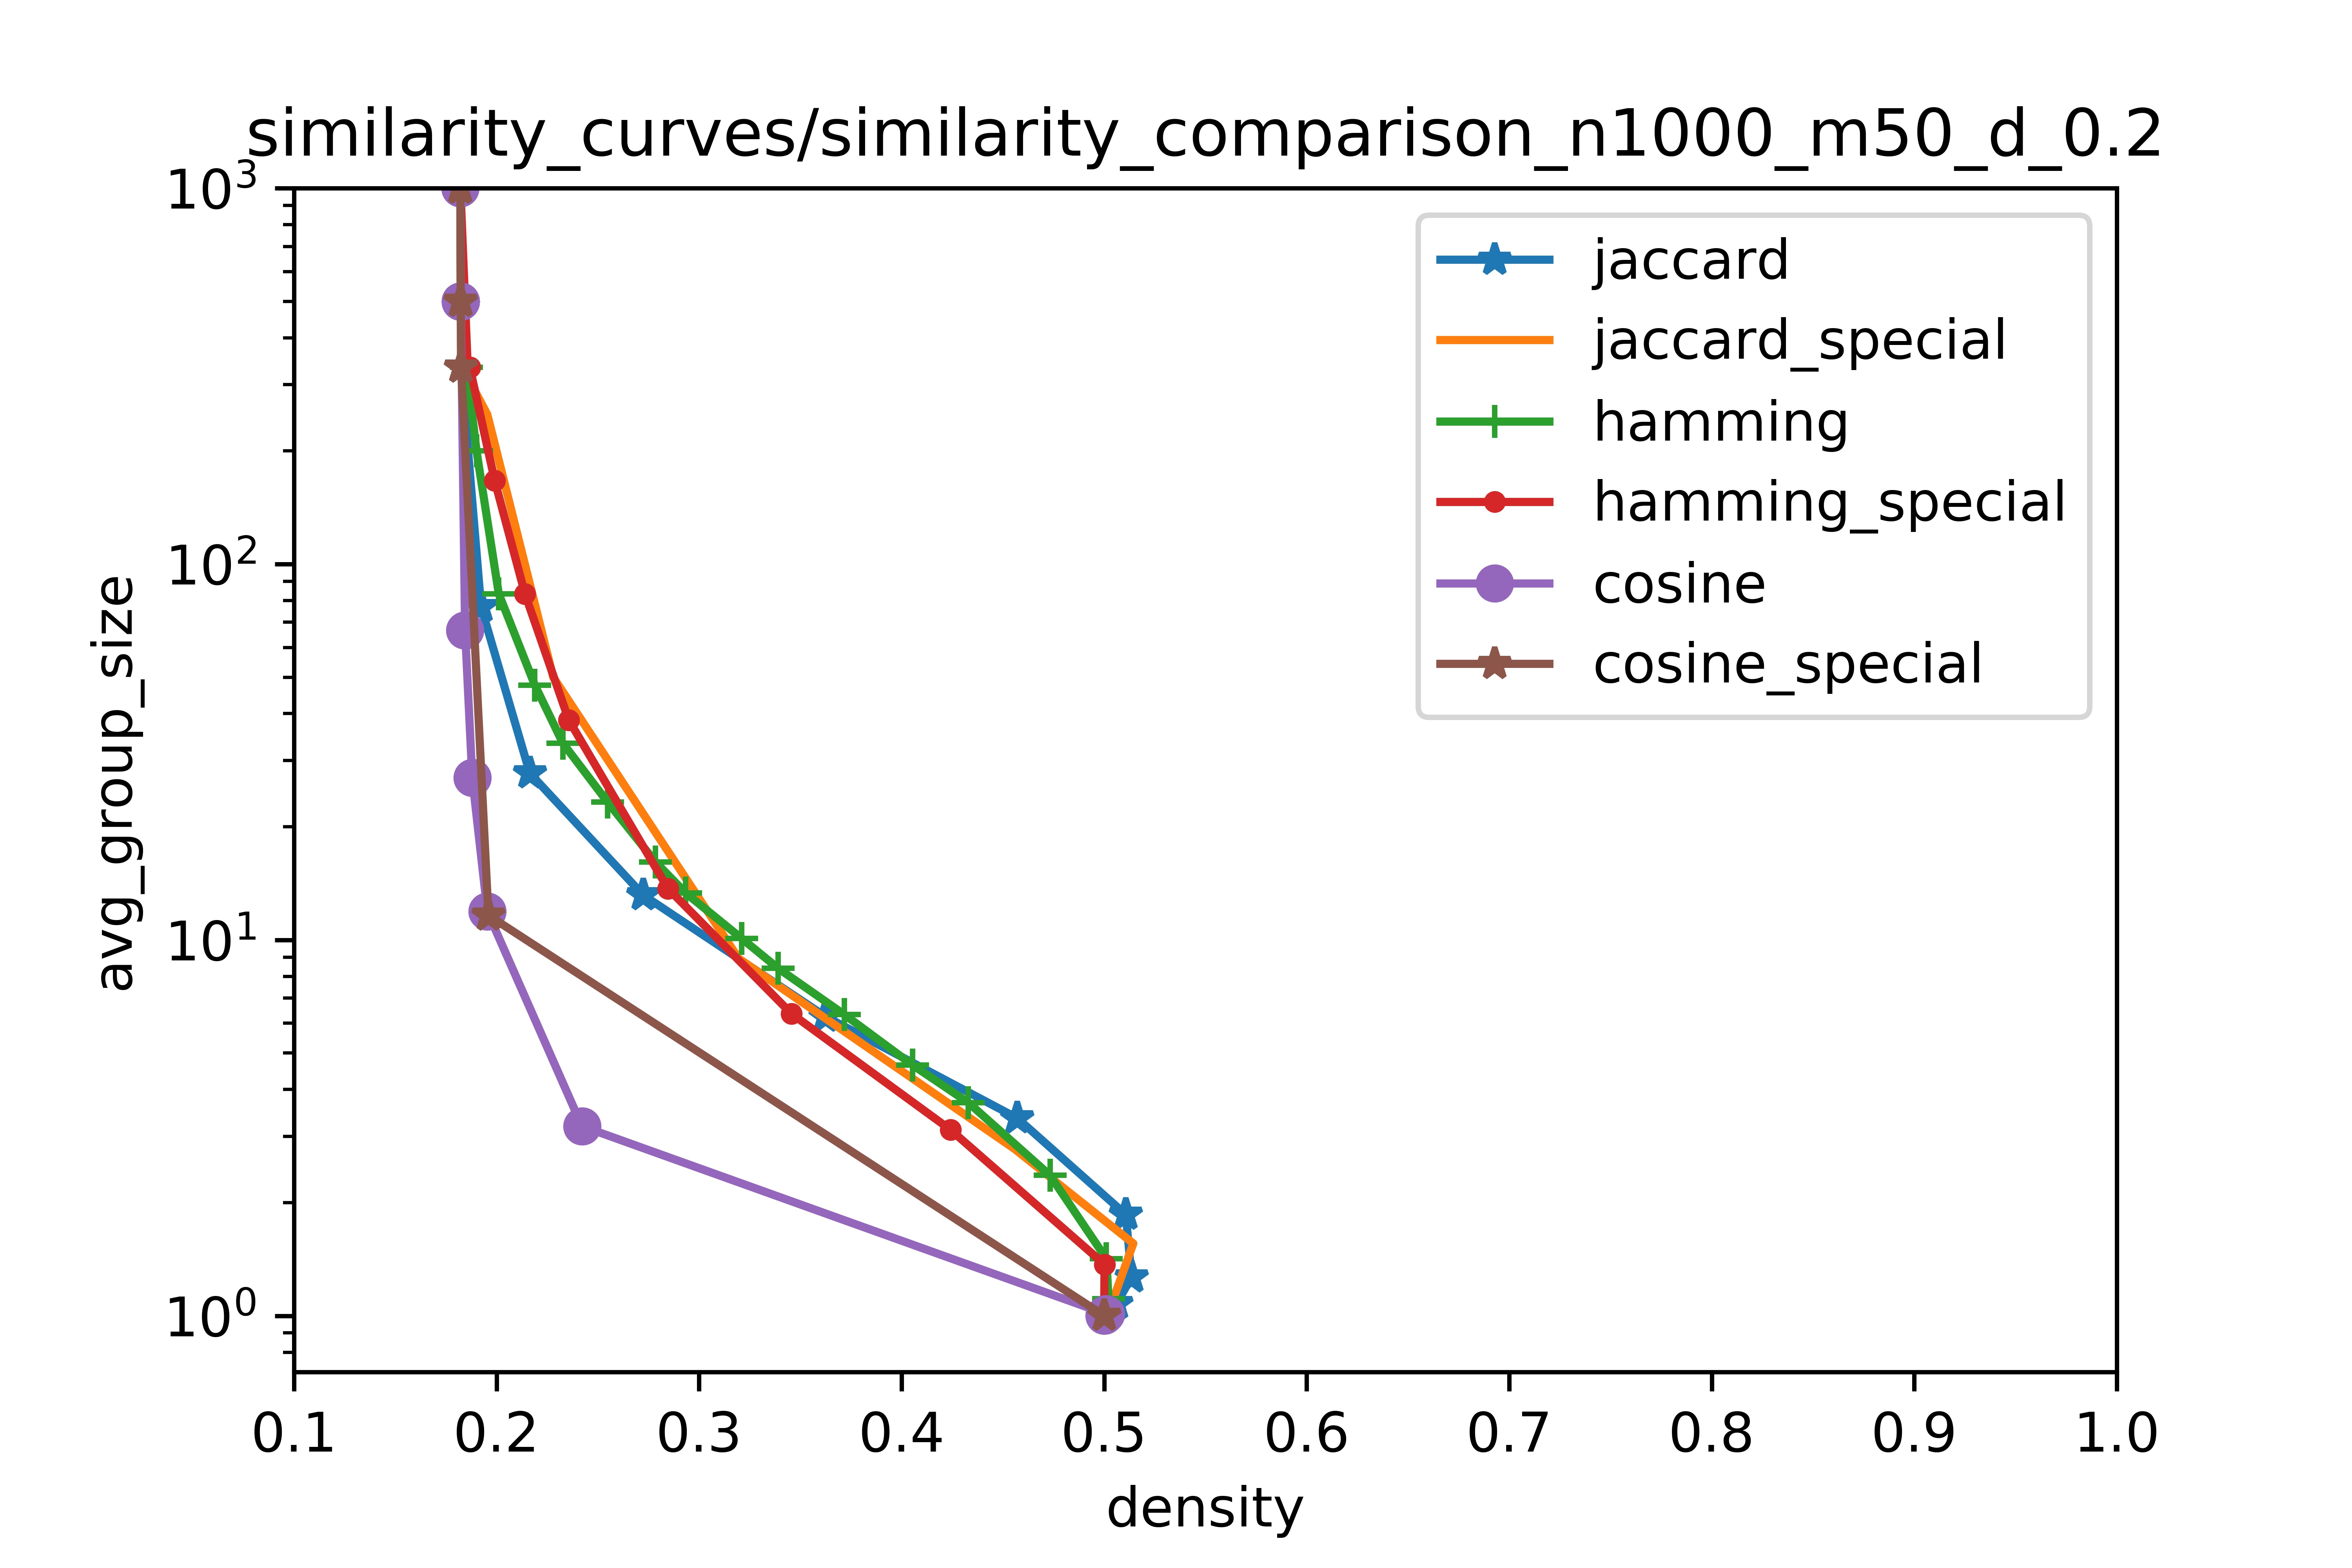 similarity_curves/similarity_comparison_n1000_m50_d_0.2
10³
10²
10¹
10⁰
avg_group_size
jaccard
jaccard_special
hamming
hamming_special
cosine
cosine_special
0.1 0.2 0.3 0.4 0.5 0.6 0.7 0.8 0.9 1.0
density